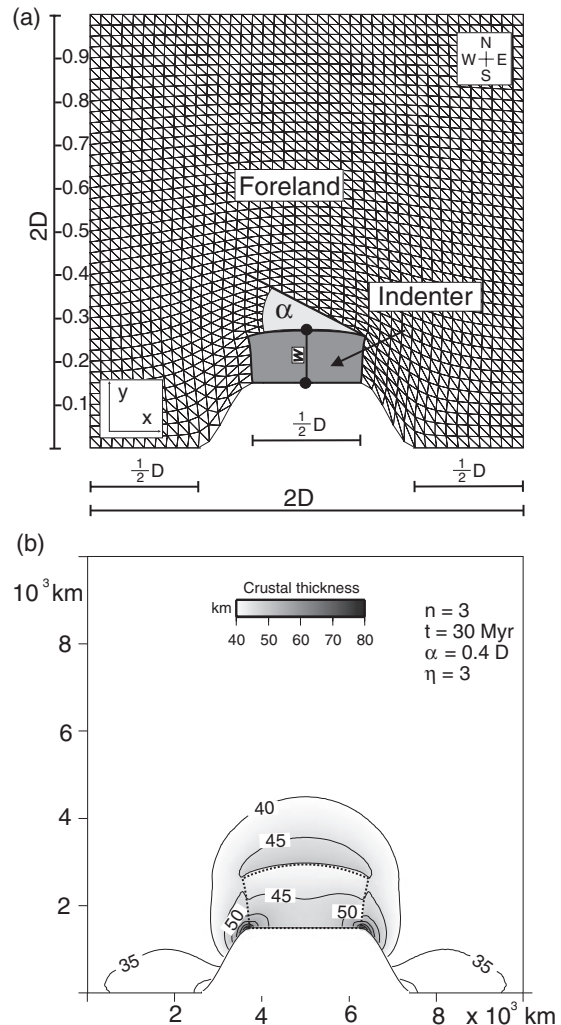 (a)
0.9
0.8
0.7
0.6
0.5
0.4
0.3
0.2
0.1
2D
N
W E
S
Foreland
Indenter
α
w
y
x
½D
½D
½D
2D
(b)
10³ km
8
6
4
2
Crustal thickness
km
40 50 60 70 80
n = 3
t = 30 Myr
α = 0.4 D
η = 3
40
45
45
50
50
35
35
2 4 6 8 x 10³ km